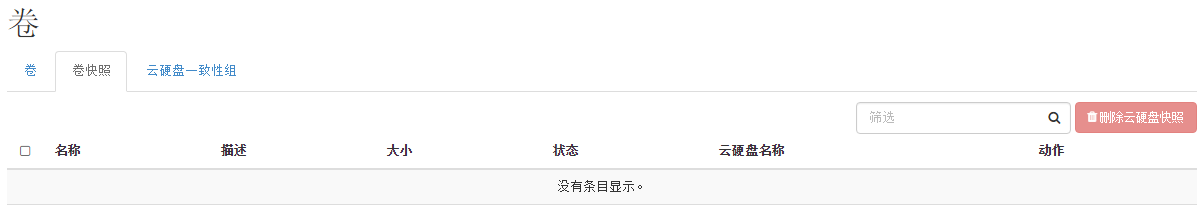 卷
卷 卷快照 云硬盘一致性组
筛选 删除云硬盘快照
名称 描述 大小 状态 云硬盘名称 动作
没有条目显示。